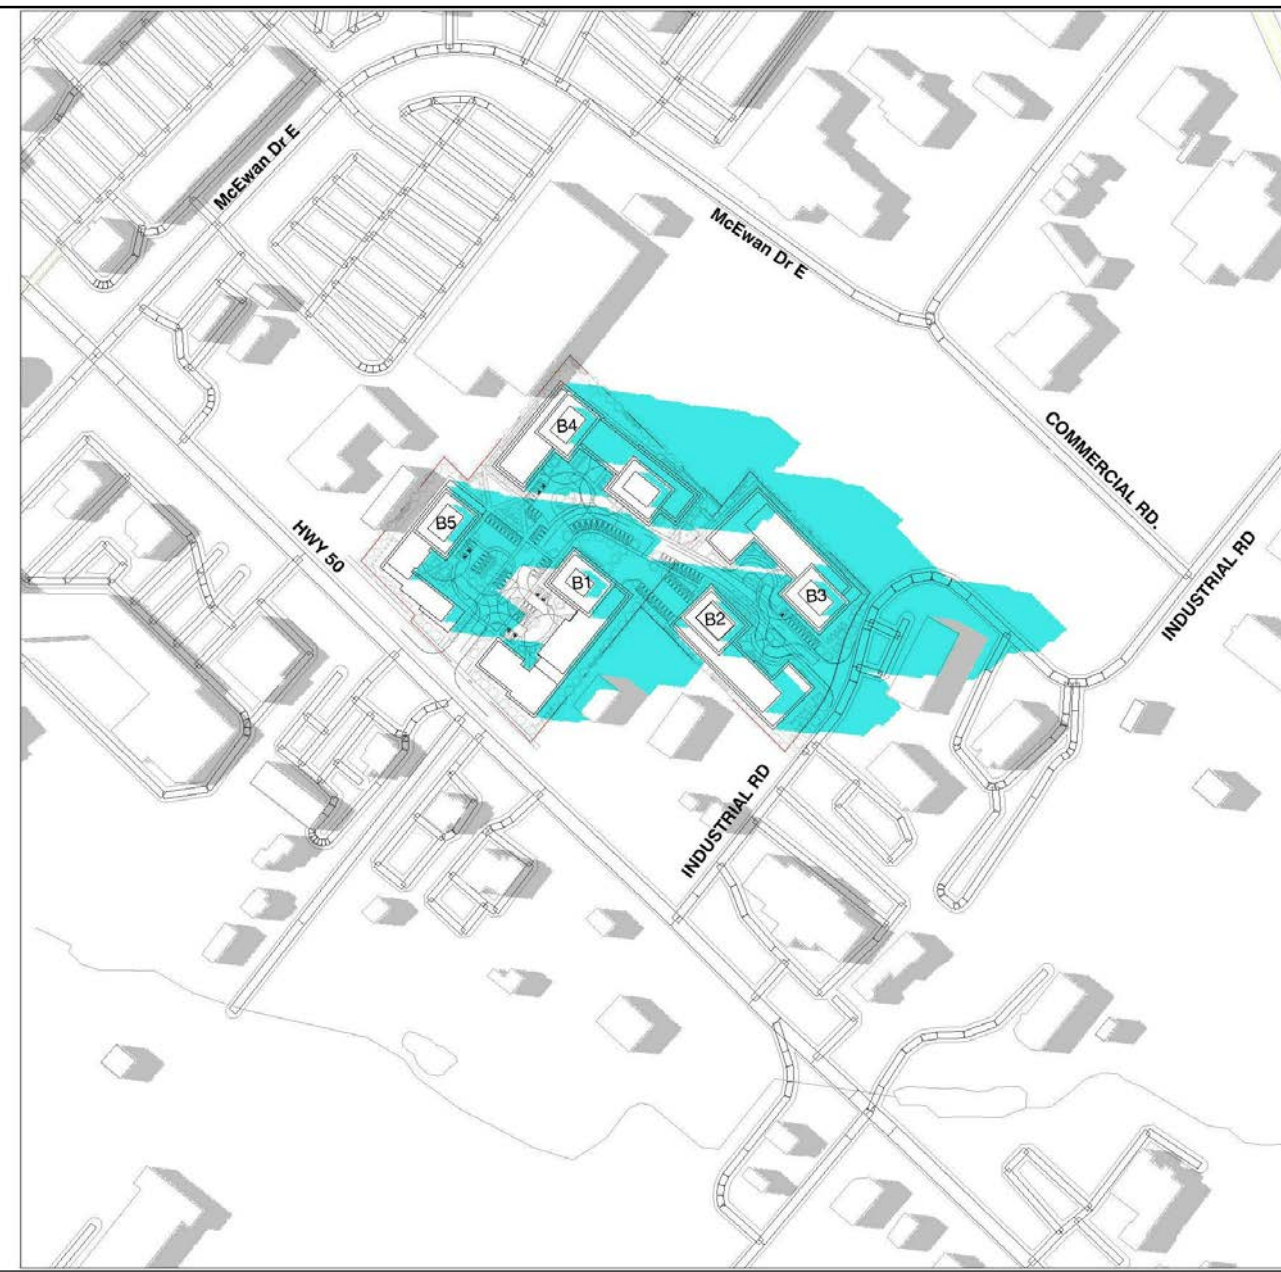 McEwan Dr E
McEwan Dr E
B4
COMMERCIAL RD.
B5
HWY 50
INDUSTRIAL RD
B1
B3
B2
INDUSTRIAL RD